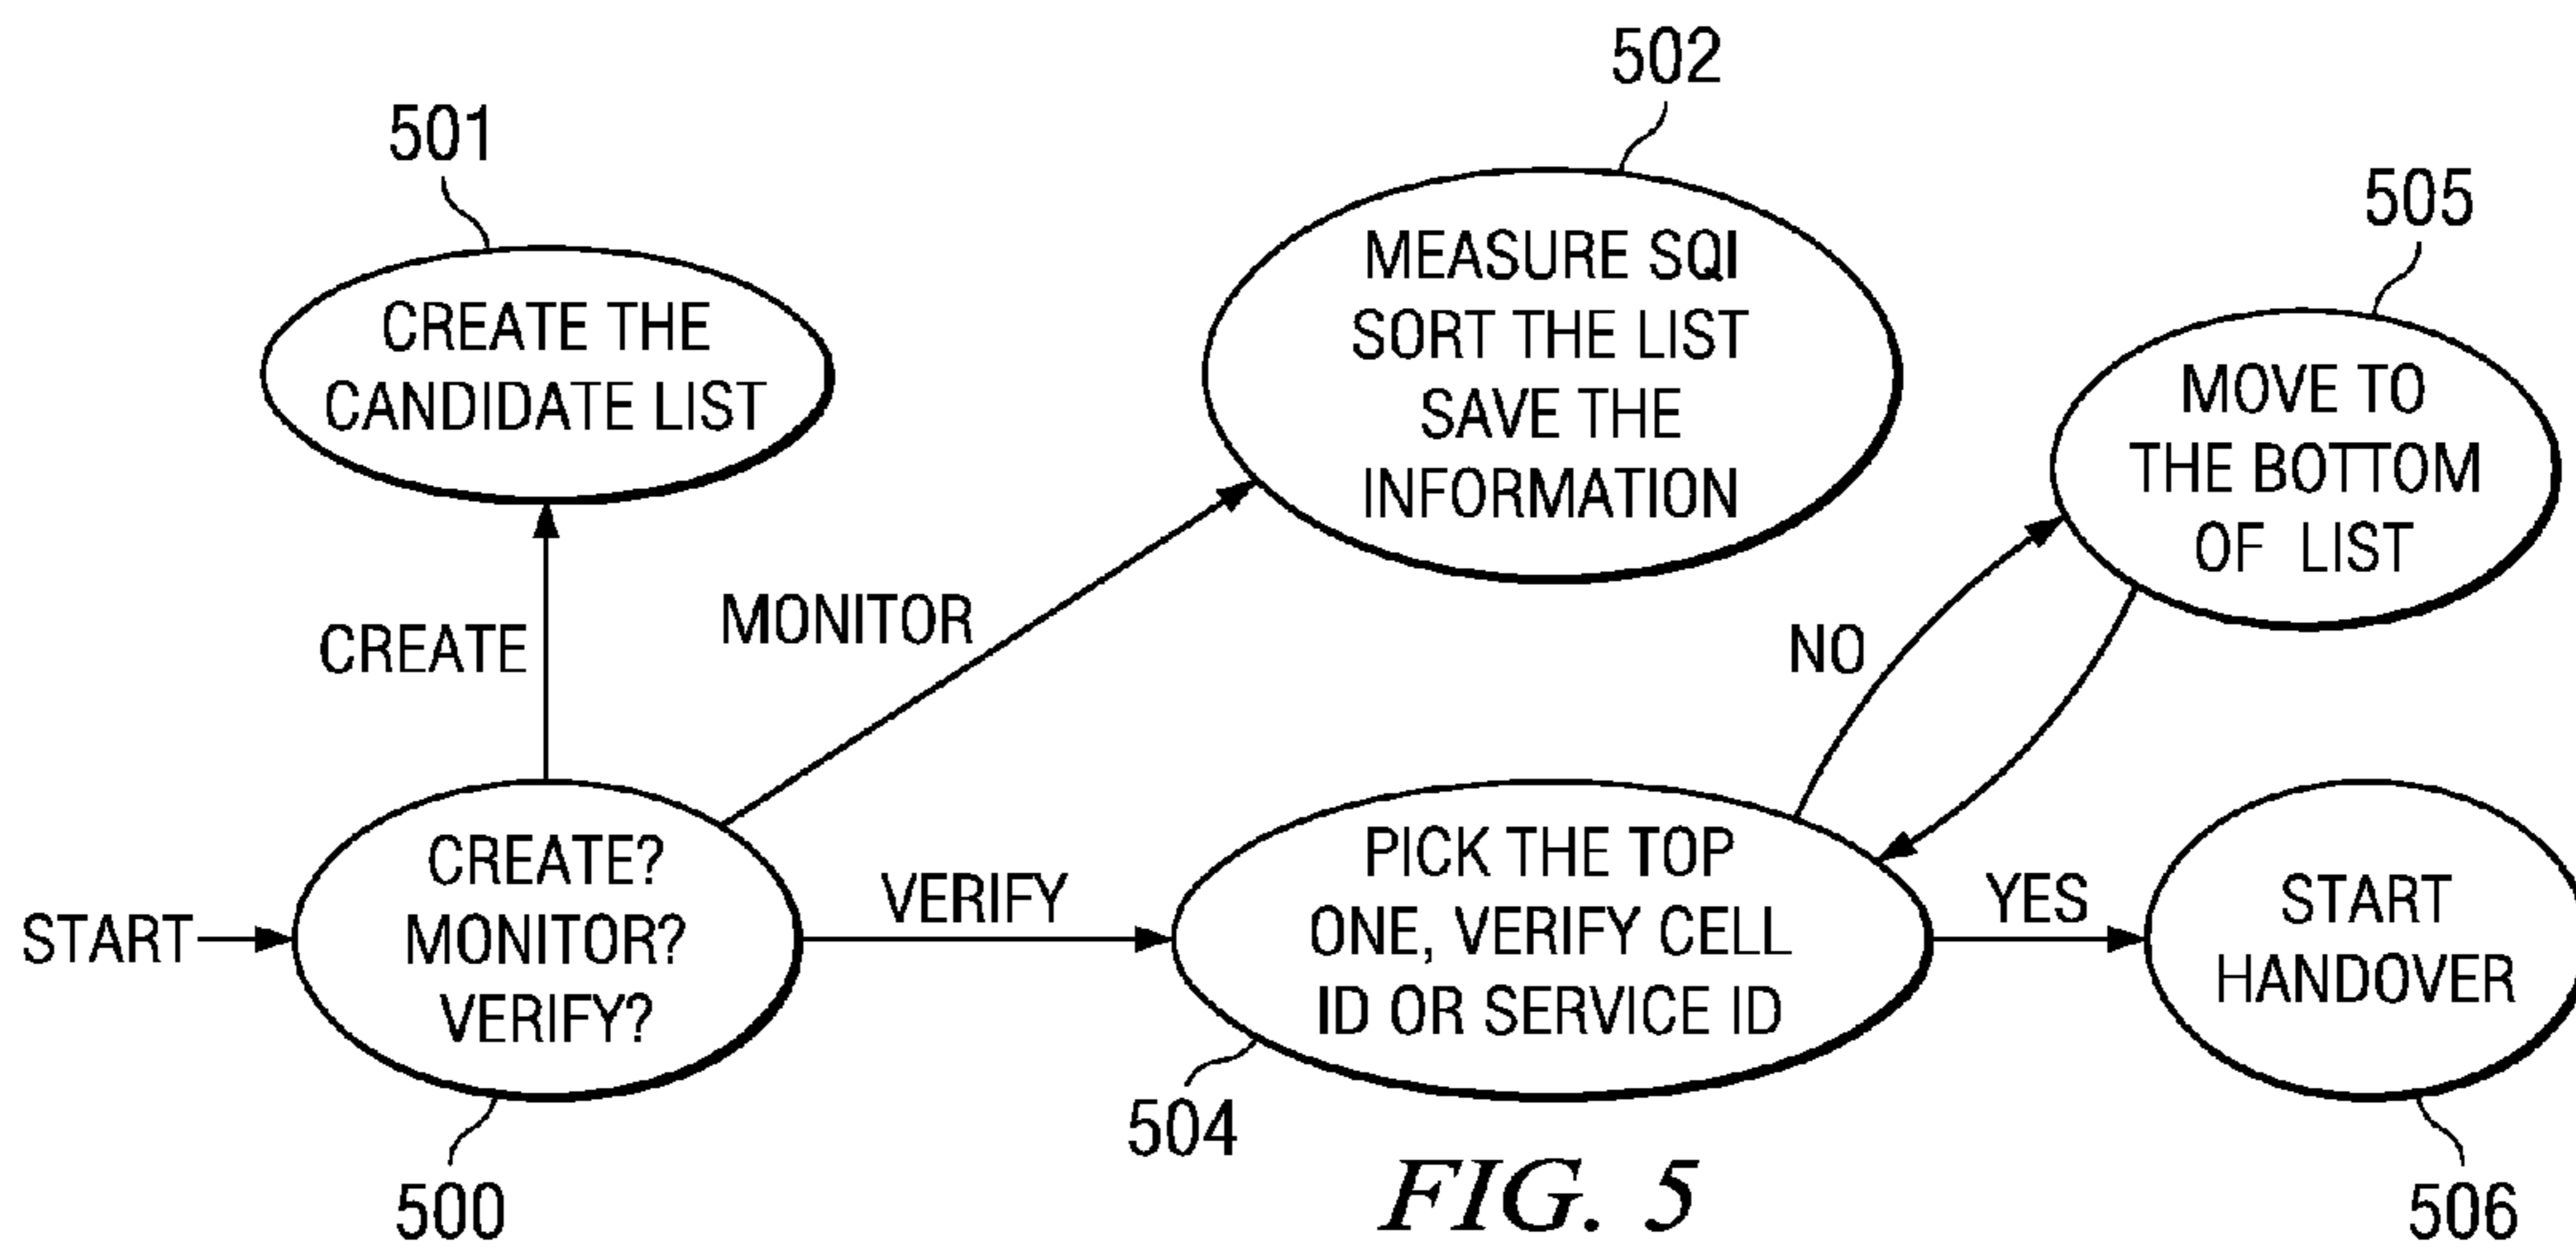 502
501
505
MEASURE SQI
SORT THE LIST
SAVE THE
INFORMATION
CREATE THE
CANDIDATE LIST
MOVE TO
THE BOTTOM
OF LIST
CREATE
MONITOR
NO
START
CREATE?
MONITOR?
VERIFY?
VERIFY
PICK THE TOP
ONE, VERIFY CELL
ID OR SERVICE ID
YES
START
HANDOVER
500
504
506
FIG. 5